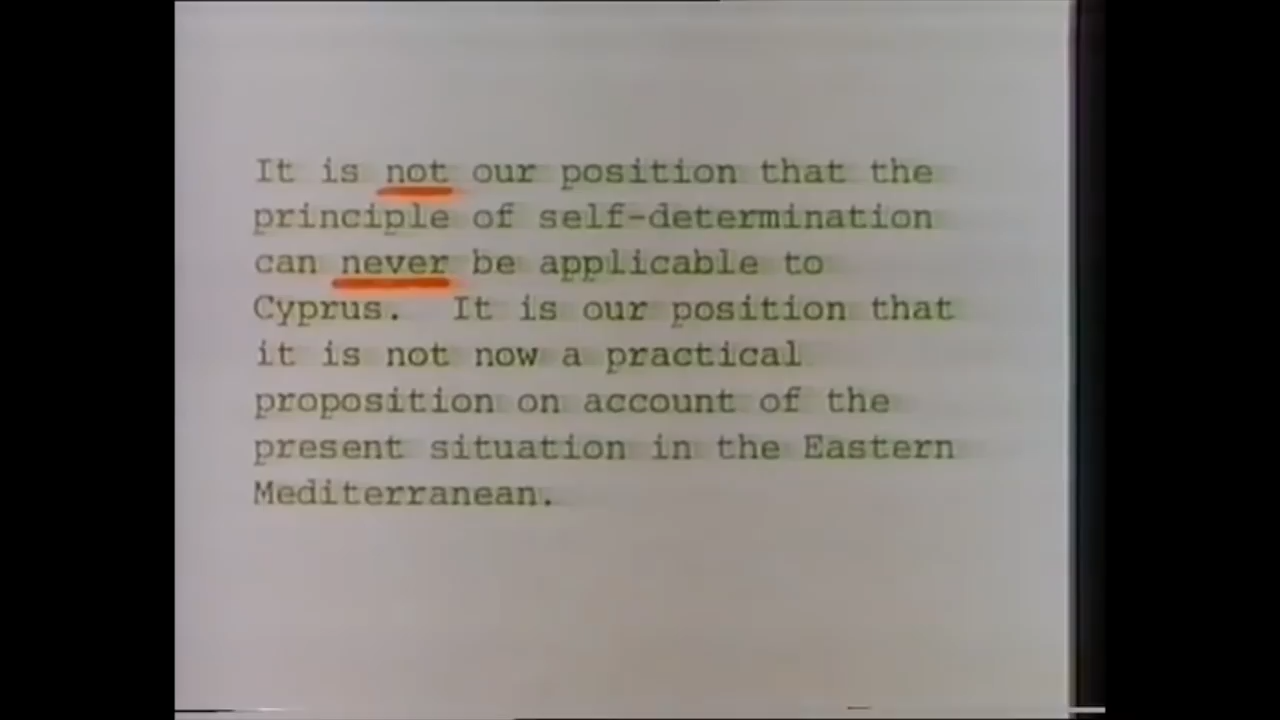 It is not our position that the
principle of self-determination
can never be applicable to
Cyprus.  It is our position that
it is not now a practical
proposition on account of the
present situation in the Eastern
Mediterranean.